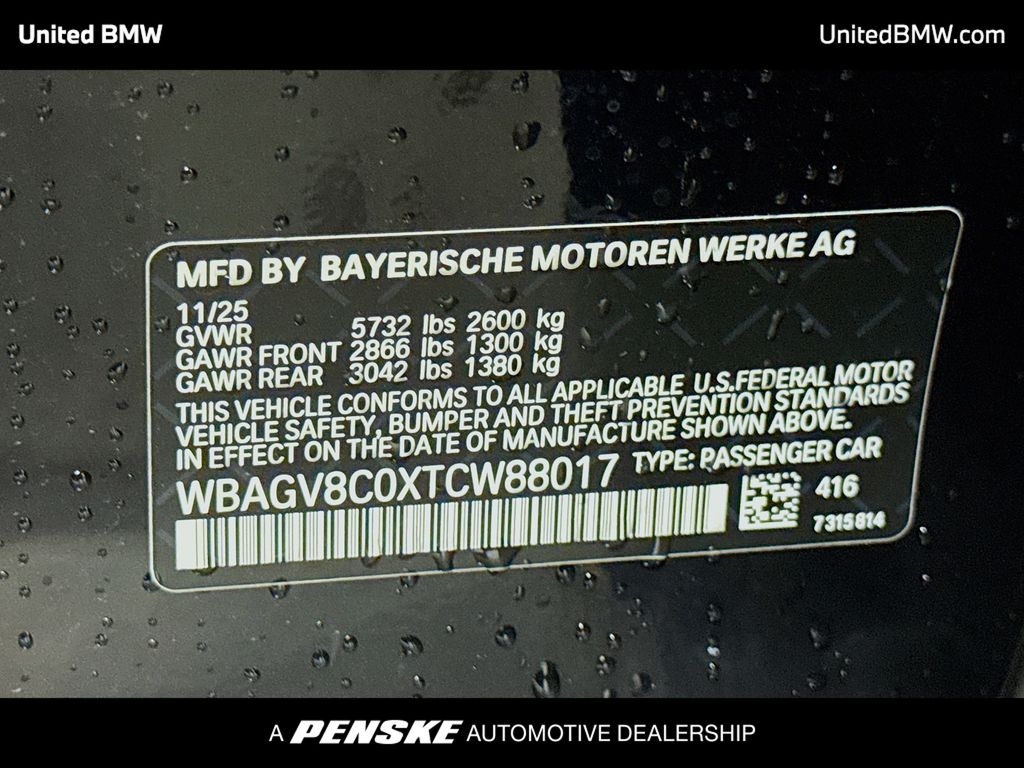 United BMW
UnitedBMW.com
MFD BY BAYERISCHE MOTOREN WERKE AG
11/25
GVWR 5732 lbs 2600 kg
GAWR FRONT 2866 lbs 1300 kg
GAWR REAR 3042 lbs 1380 kg
THIS VEHICLE CONFORMS TO ALL APPLICABLE U.S.FEDERAL MOTOR
VEHICLE SAFETY, BUMPER AND THEFT PREVENTION STANDARDS
IN EFFECT ON THE DATE OF MANUFACTURE SHOWN ABOVE.
WBAGV8C0XTCW88017 TYPE: PASSENGER CAR
416
7315814
A PENSKE AUTOMOTIVE DEALERSHIP